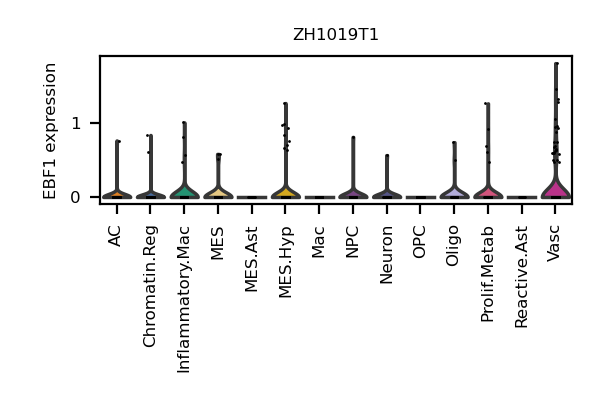 ZH1019T1
EBF1 expression
1
0
AC
Chromatin.Reg
Inflammatory.Mac
MES
MES.Ast
MES.Hyp
Mac
NPC
Neuron
OPC
Oligo
Prolif.Metab
Reactive.Ast
Vasc